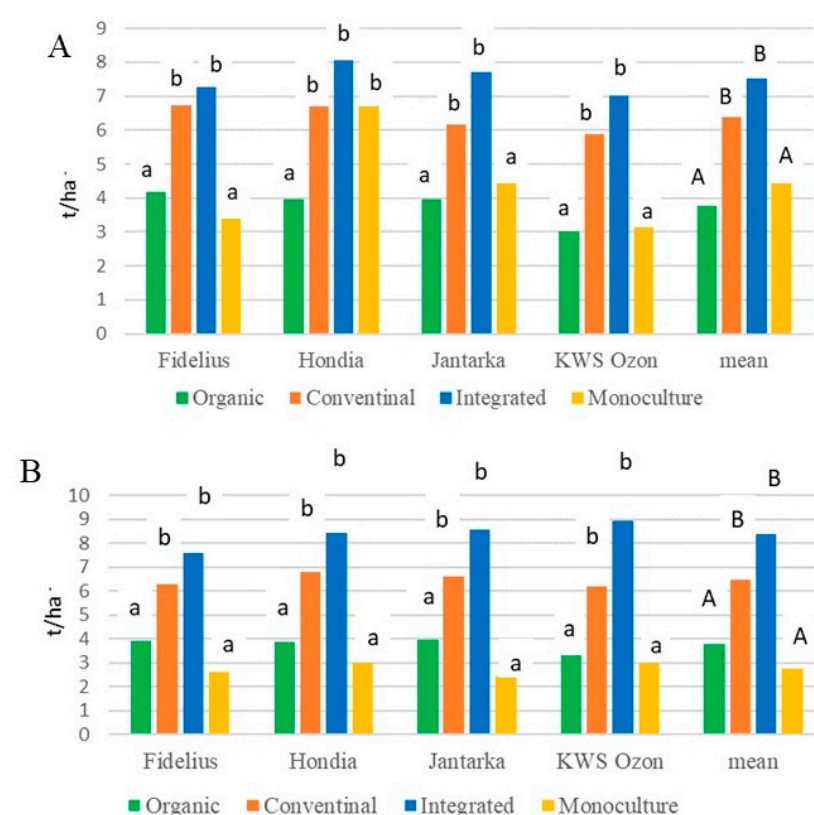 A
9
8
7
6
5
4
3
2
1
0
t/ha-
a b b a
a b b b
a b b a
a b b a
A B B A
Fidelius Hondia Jantarka KWS Ozon mean
Organic Conventinal Integrated Monoculture
B
10
9
8
7
6
5
4
3
2
1
0
t/ha-
a b b a
a b b a
a b b a
a b b a
A B B A
Fidelius Hondia Jantarka KWS Ozon mean
Organic Conventinal Integrated Monoculture